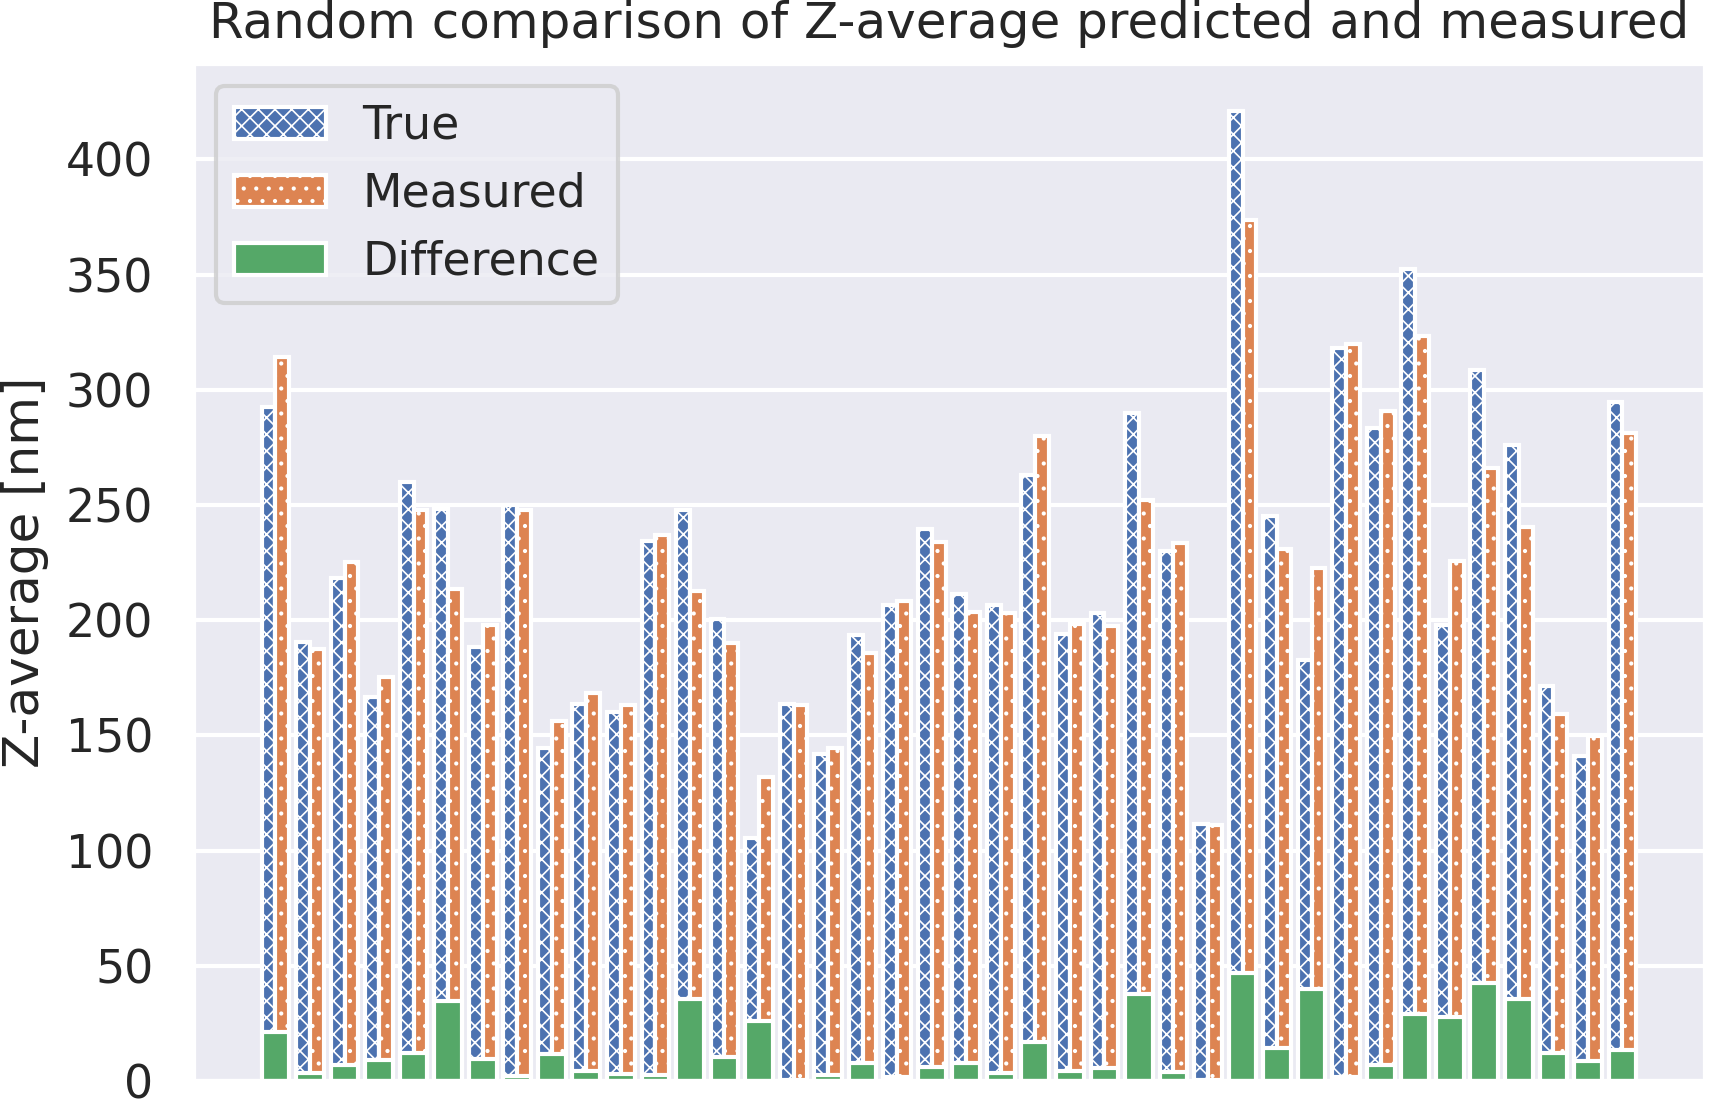 Random comparison of Z-average predicted and measured
True
Measured
Difference
Z-average [nm]
400
350
300
250
200
150
100
50
0